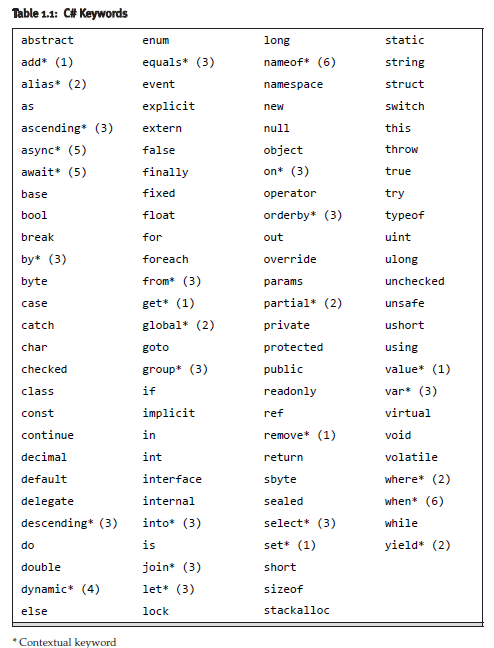 Table 1.1: C# Keywords
abstract enum long static
add* (1) equals* (3) nameof* (6) string
alias* (2) event namespace struct
as explicit new switch
ascending* (3) extern null this
async* (5) false object throw
await* (5) finally on* (3) true
base fixed operator try
bool float orderby* (3) typeof
break for out uint
by* (3) foreach override ulong
byte from* (3) params unchecked
case get* (1) partial* (2) unsafe
catch global* (2) private ushort
char goto protected using
checked group* (3) public value* (1)
class if readonly var* (3)
const implicit ref virtual
continue in remove* (1) void
decimal int return volatile
default interface sbyte where* (2)
delegate internal sealed when* (6)
descending* (3) into* (3) select* (3) while
do is set* (1) yield* (2)
double join* (3) short
dynamic* (4) let* (3) sizeof
else lock stackalloc
* Contextual keyword